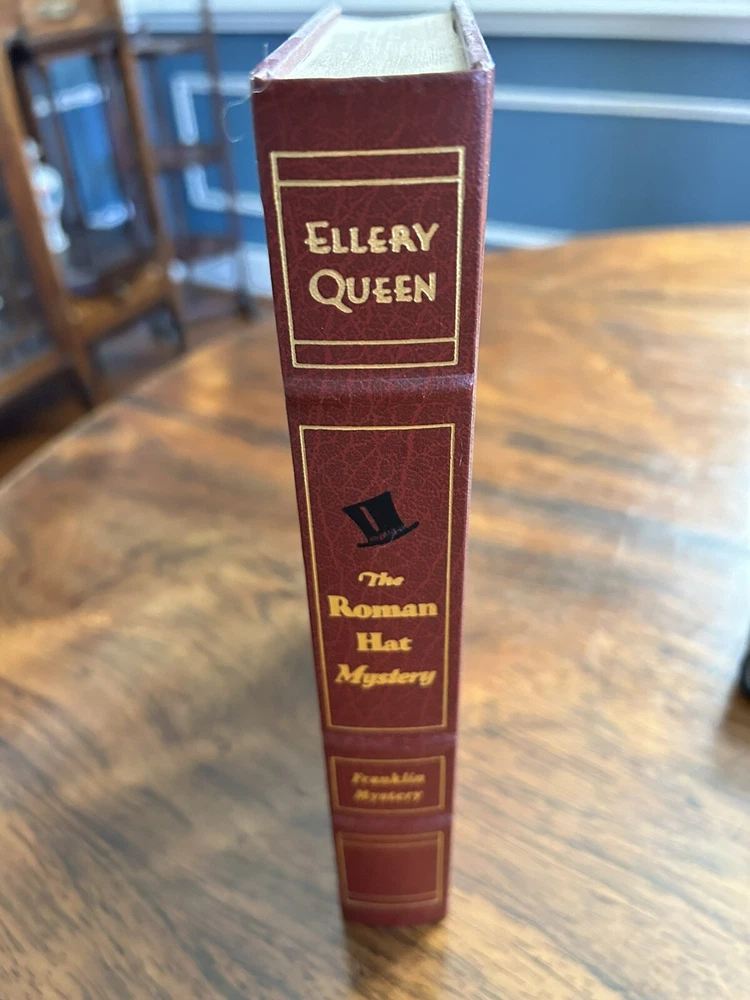 ELLERY
QUEEN
The
Roman
Hat
Mystery
Franklin
Mystery